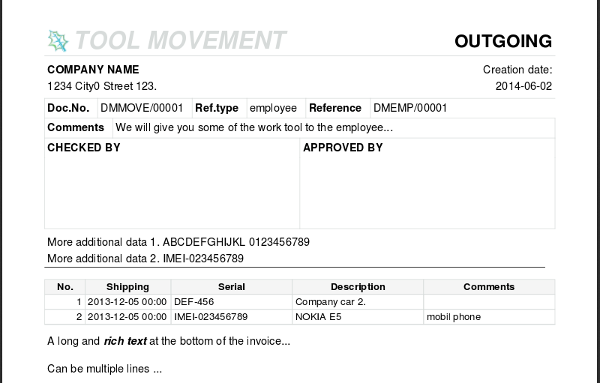 TOOL MOVEMENT OUTGOING
COMPANY NAME Creation date:
1234 City0 Street 123. 2014-06-02
Doc.No. DMMOVE/00001 Ref.type employee Reference DMEMP/00001
Comments We will give you some of the work tool to the employee...
CHECKED BY APPROVED BY
More additional data 1. ABCDEFGHIJKL 0123456789
More additional data 2. IMEI-023456789
No. Shipping Serial Description Comments
1 2013-12-05 00:00 DEF-456 Company car 2.
2 2013-12-05 00:00 IMEI-023456789 NOKIA E5 mobil phone
A long and rich text at the bottom of the invoice...
Can be multiple lines ...